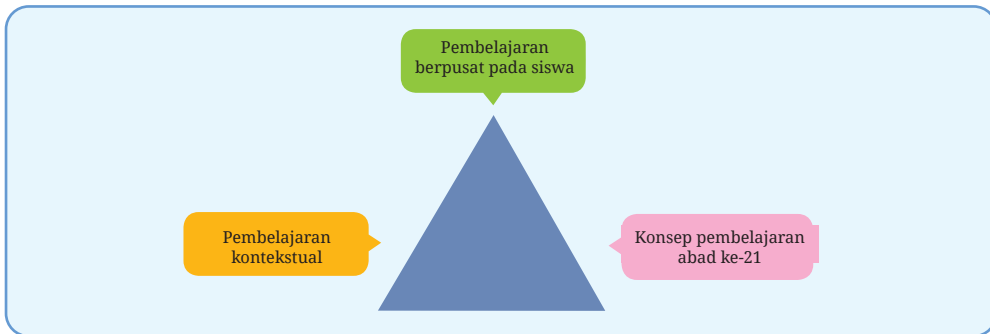 Pembelajaran
berpusat pada siswa
Pembelajaran
kontekstual
Konsep pembelajaran
abad ke-21